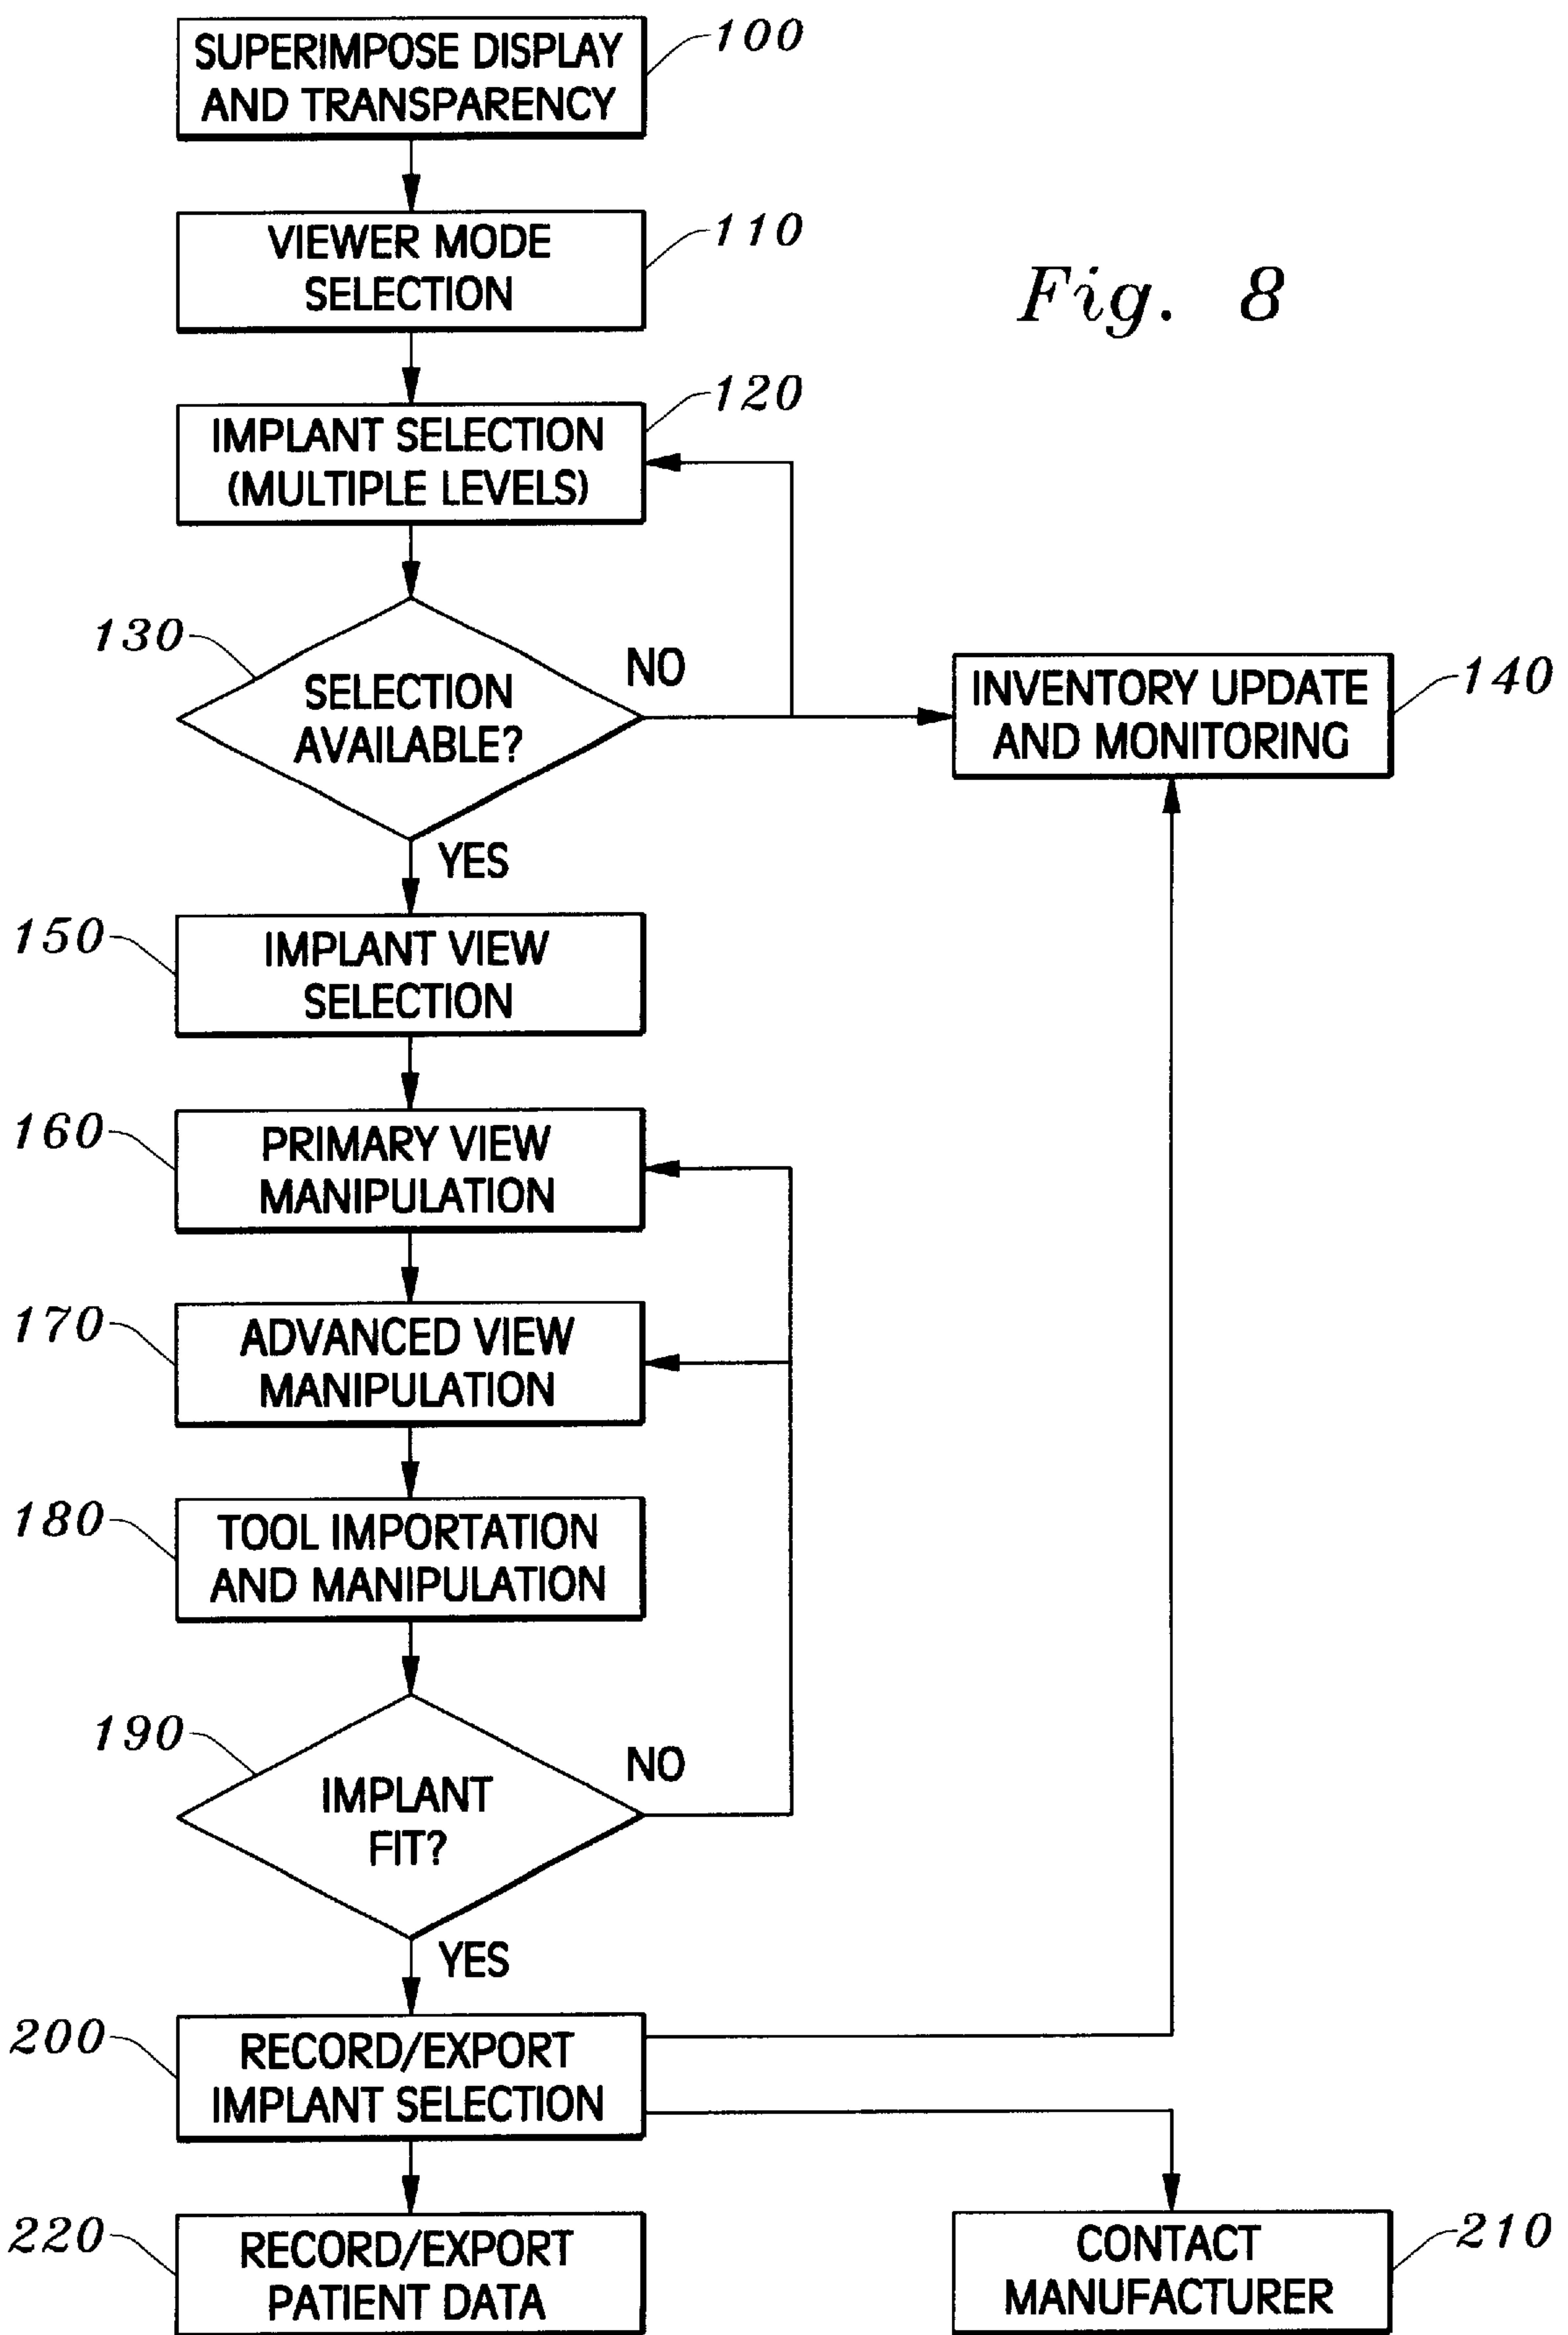 SUPERIMPOSE DISPLAY
AND TRANSPARENCY
100
VIEWER MODE
SELECTION
110
Fig. 8
IMPLANT SELECTION
(MULTIPLE LEVELS)
120
130
SELECTION
AVAILABLE?
NO
YES
INVENTORY UPDATE
AND MONITORING
140
150
IMPLANT VIEW
SELECTION
160
PRIMARY VIEW
MANIPULATION
170
ADVANCED VIEW
MANIPULATION
180
TOOL IMPORTATION
AND MANIPULATION
190
IMPLANT
FIT?
NO
YES
200
RECORD/EXPORT
IMPLANT SELECTION
220
RECORD/EXPORT
PATIENT DATA
CONTACT
MANUFACTURER
210